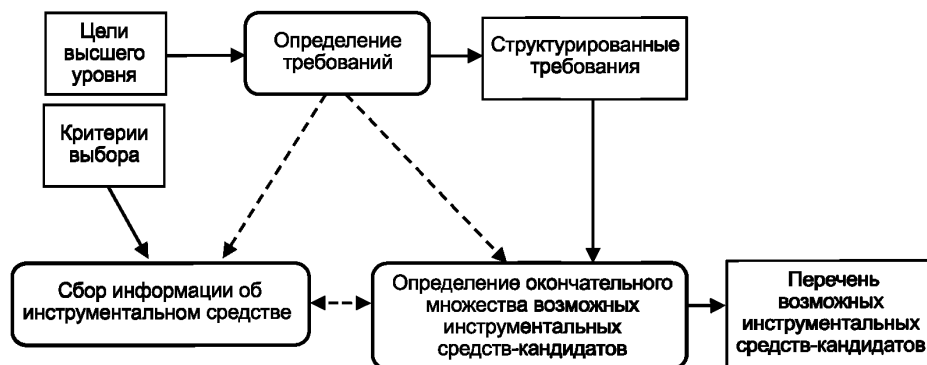 Цели
высшего
уровня
Определение
требований
Структурированные
требования
Критерии
выбора
Сбор информации об
инструментальном средстве
Определение окончательного
множества возможных
инструментальных
средств-кандидатов
Перечень
возможных
инструментальных
средств-кандидатов